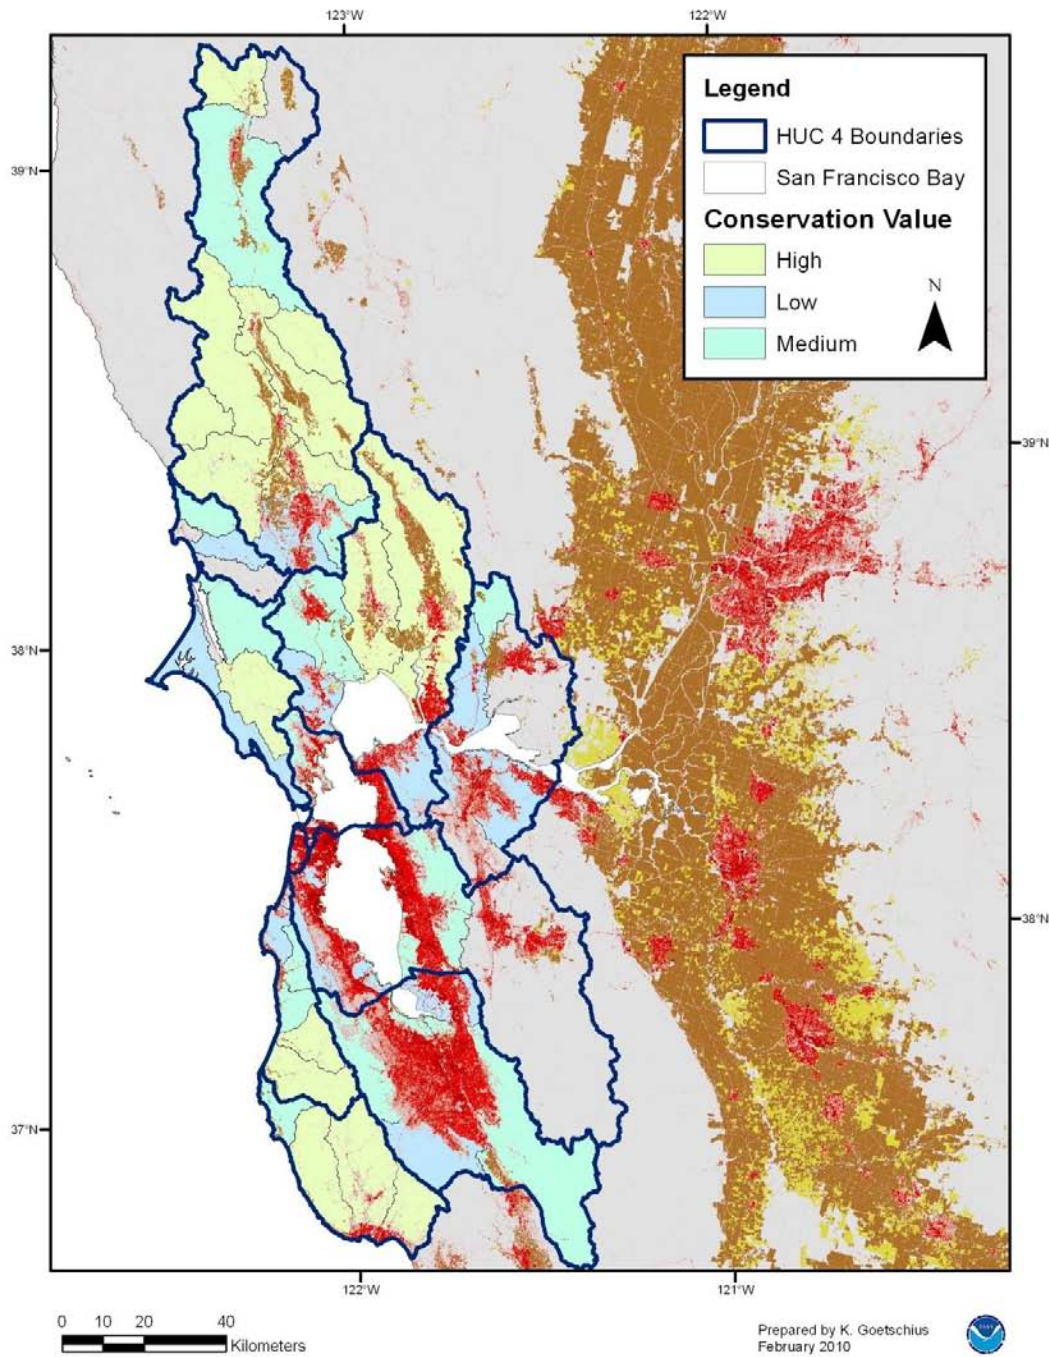 123°W
122°W
Legend
HUC 4 Boundaries
San Francisco Bay
Conservation Value
High
Low
Medium
N
39°N
39°N
38°N
38°N
37°N
122°W
121°W
0 10 20 40
Kilometers
Prepared by K. Goetschius
February 2010